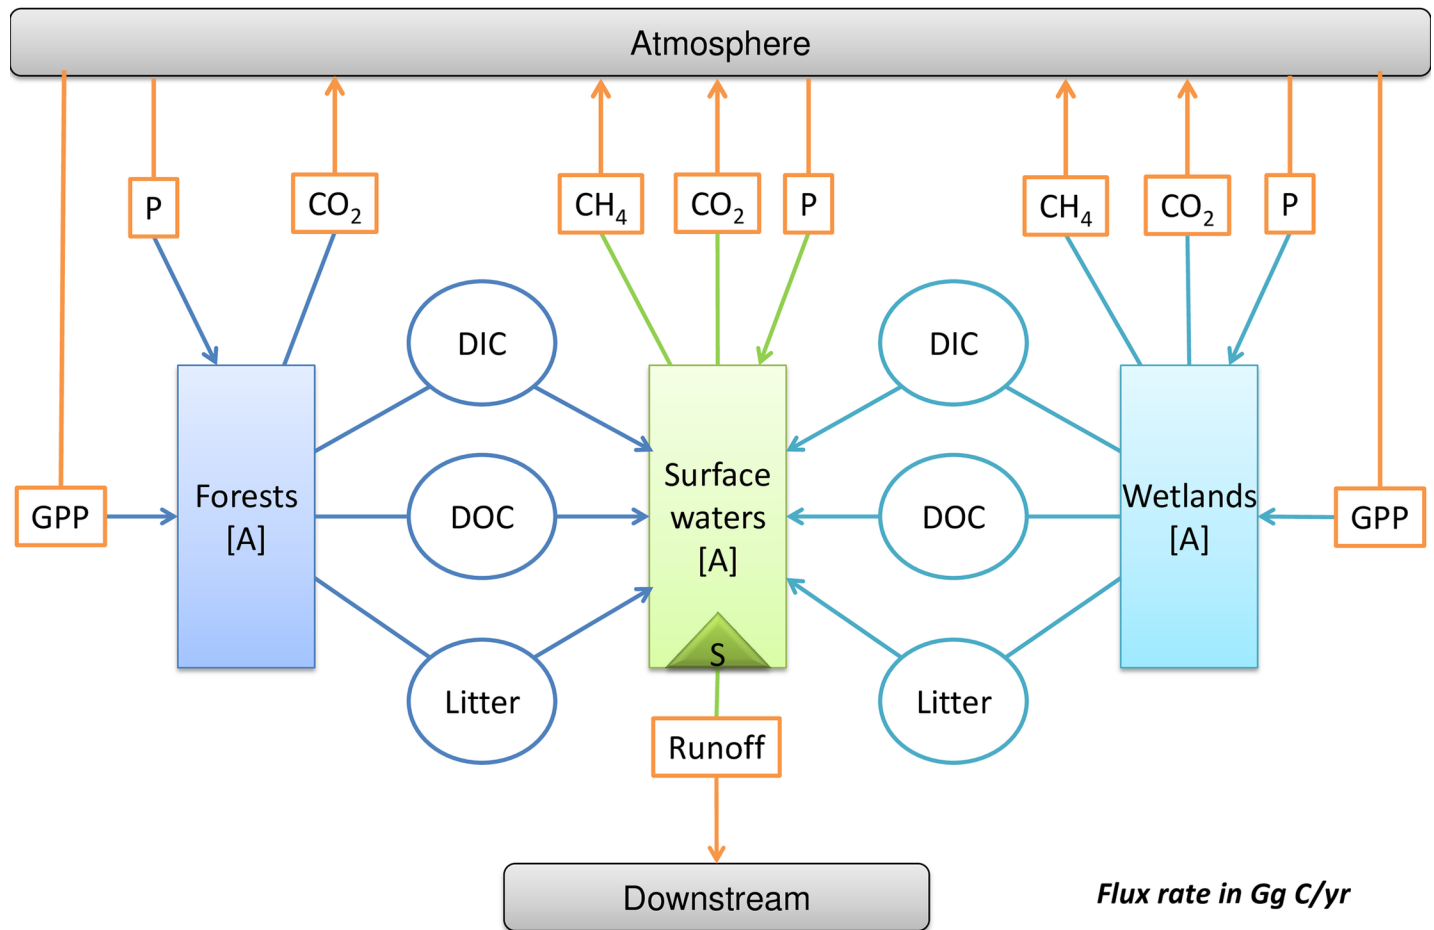 Atmosphere
P
CO₂
CH₄
CO₂
P
CH₄
CO₂
P
DIC
DIC
GPP
Forests
[A]
DOC
Surface
waters
[A]
DOC
Wetlands
[A]
GPP
S
Litter
Litter
Runoff
Downstream
Flux rate in Gg C/yr